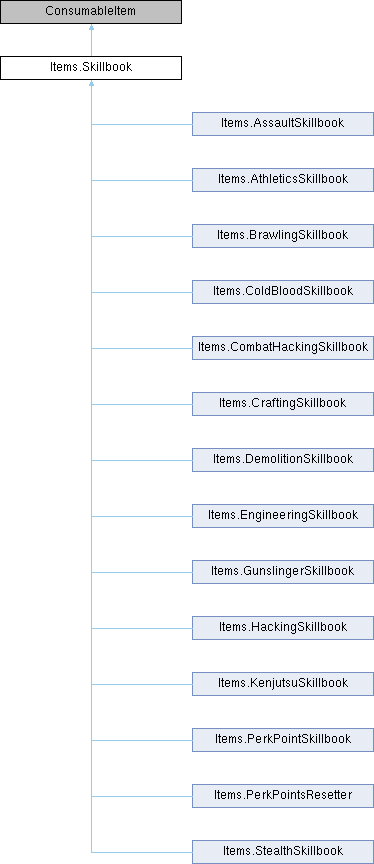 ConsumableItem
Items.Skillbook
Items.AssaultSkillbook
Items.AthleticsSkillbook
Items.BrawlingSkillbook
Items.ColdBloodSkillbook
Items.CombatHackingSkillbook
Items.CraftingSkillbook
Items.DemolitionSkillbook
Items.EngineeringSkillbook
Items.GunslingerSkillbook
Items.HackingSkillbook
Items.KenjutsuSkillbook
Items.PerkPointSkillbook
Items.PerkPointsResetter
Items.StealthSkillbook